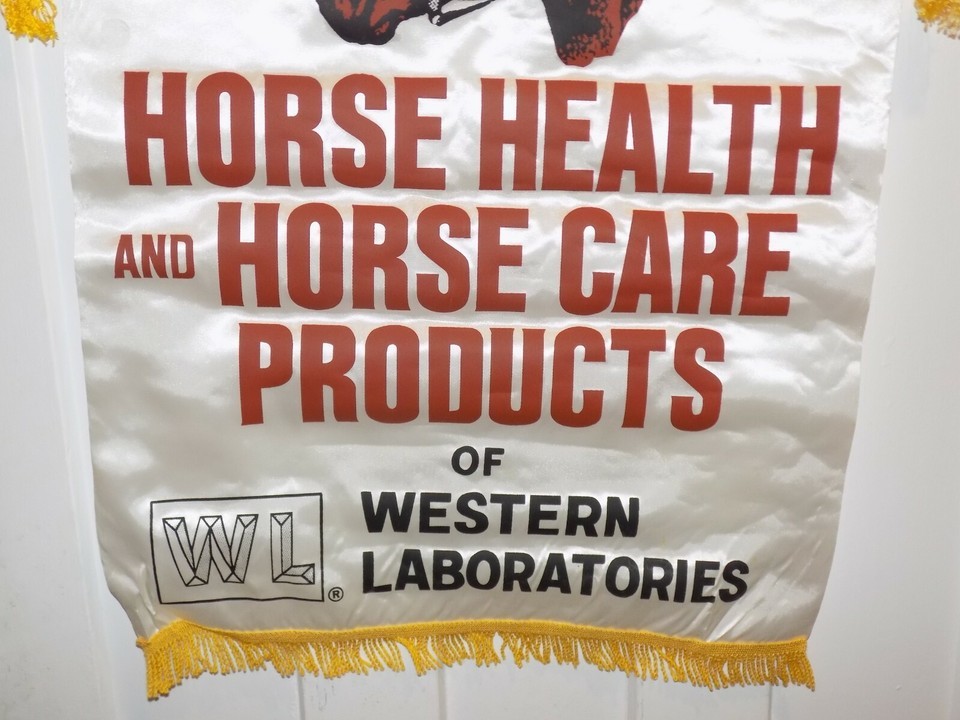 HORSE HEALTH
AND HORSE CARE
PRODUCTS
OF
WL® WESTERN
LABORATORIES